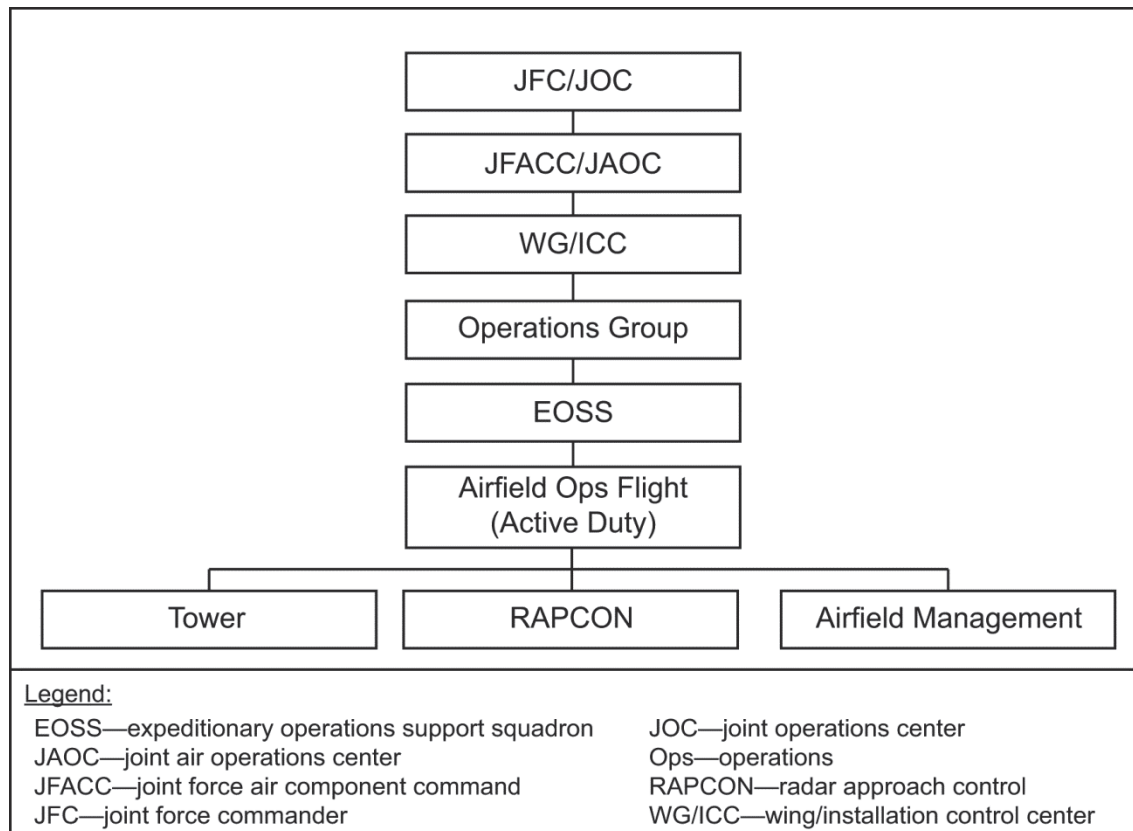 JFC/JOC
JFACC/JAOC
WG/ICC
Operations Group
EOSS
Airfield Ops Flight
(Active Duty)
Tower
RAPCON
Airfield Management
Legend:
EOSS—expeditionary operations support squadron
JAOC—joint air operations center
JFACC—joint force air component command
JFC—joint force commander
JOC—joint operations center
Ops—operations
RAPCON—radar approach control
WG/ICC—wing/installation control center